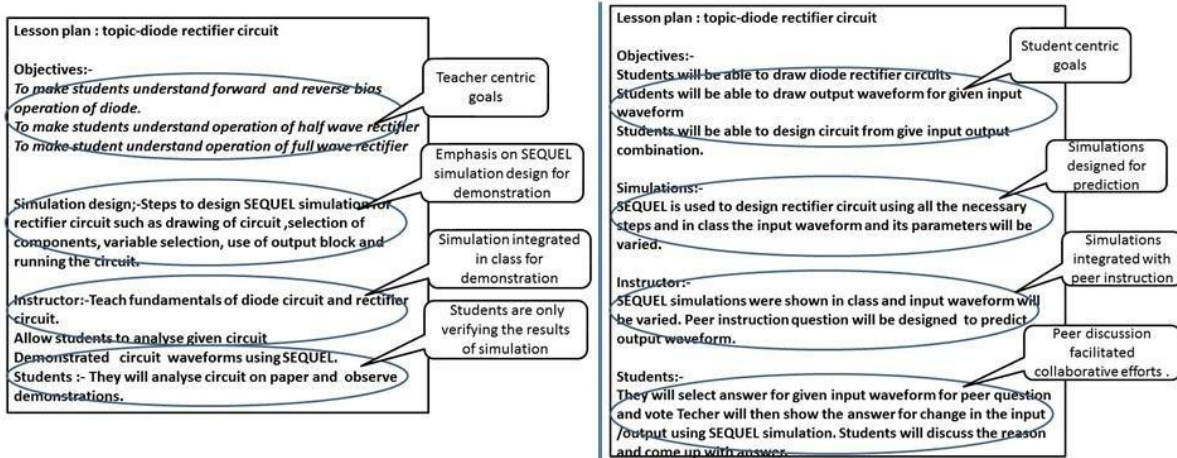 Lesson plan : topic-diode rectifier circuit
Objectives:-
To make students understand forward and reverse bias
operation of diode.
To make students understand operation of half wave rectifier
To make student understand operation of full wave rectifier
Simulation design;-Steps to design SEQUEL simulation for
rectifier circuit such as drawing of circuit ,selection of
components, variable selection, use of output block and
running the circuit.
Instructor:-Teach fundamentals of diode circuit and rectifier
circuit.
Allow students to analyse given circuit
Demonstrated circuit waveforms using SEQUEL.
Students :- They will analyse circuit on paper and observe
demonstrations.
Teacher centric
goals
Emphasis on SEQUEL
simulation design for
demonstration
Simulation integrated
in class for
demonstration
Students are only
verifying the results
of simulation
Lesson plan : topic-diode rectifier circuit
Objectives:-
Students will be able to draw diode rectifier circuits
Students will be able to draw output waveform for given input
waveform
Students will be able to design circuit from give input output
combination.
Simulations:-
SEQUEL is used to design rectifier circuit using all the necessary
steps and in class the input waveform and its parameters will be
varied.
Instructor:-
SEQUEL simulations were shown in class and input waveform will
be varied. Peer instruction question will be designed to predict
output waveform.
Students:-
They will select answer for given input waveform for peer question
and vote Techer will then show the answer for change in the input
/output using SEQUEL simulation. Students will discuss the reason
and come up with answer.
Student centric
goals
Simulations
designed for
prediction
Simulations
integrated with
peer instruction
Peer discussion
facilitated
collaborative efforts .